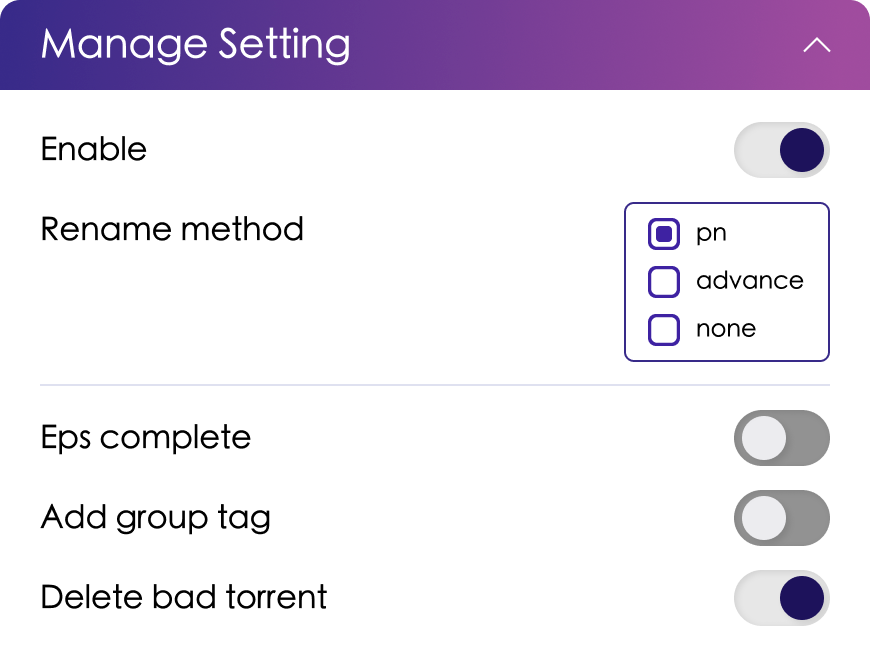 Manage Setting
Enable
Rename method
pn
advance
none
Eps complete
Add group tag
Delete bad torrent